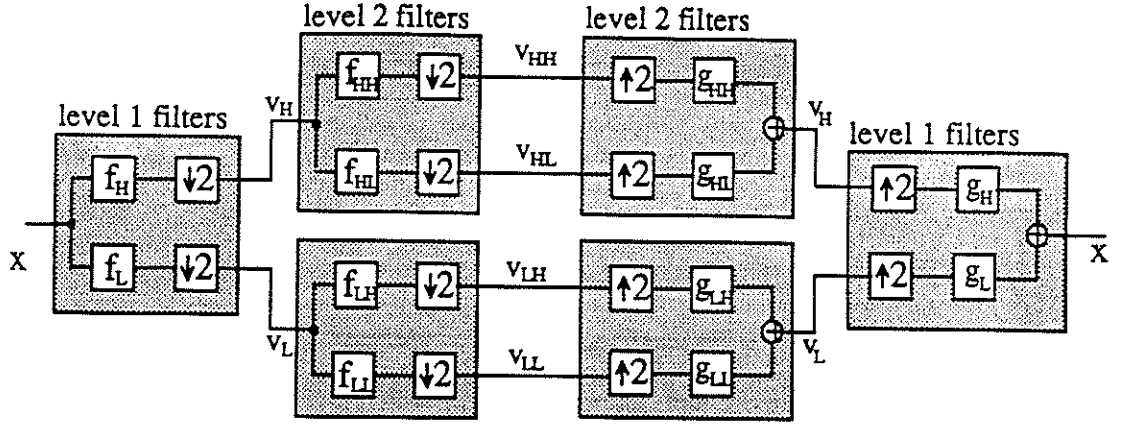 level 2 filters level 2 filters
f_HH ↓2 v_HH ↑2 g_HH
v_H v_H
level 1 filters level 1 filters
f_HL ↓2 v_HL ↑2 g_HL
f_H ↓2 ↑2 g_H
X X
f_L ↓2 ↑2 g_L
f_LH ↓2 v_LH ↑2 g_LH
v_L v_L
f_LL ↓2 v_LL ↑2 g_LL